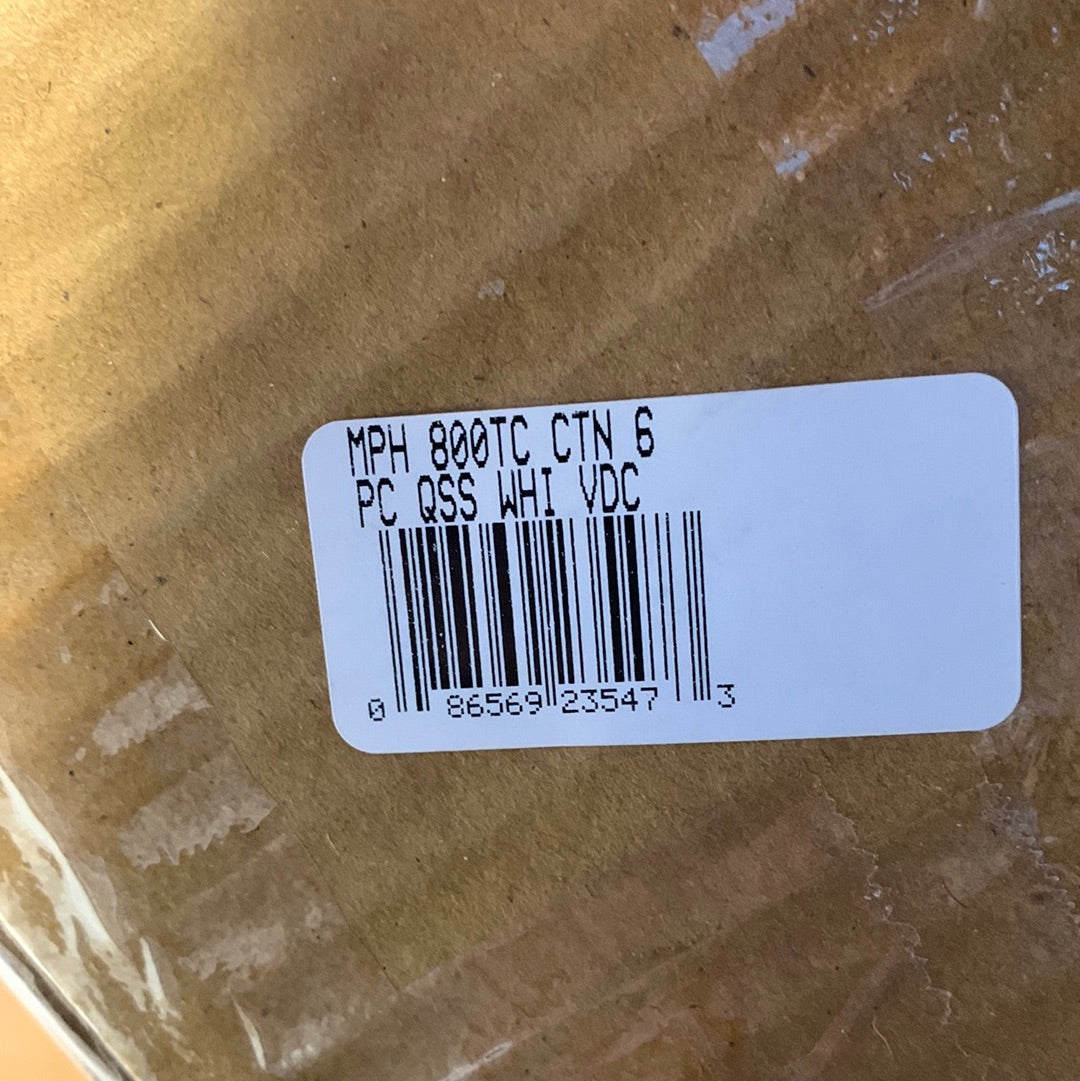 MPH 800TC CTN 6
PC QSS WHI VDC
0 86569 23547 3